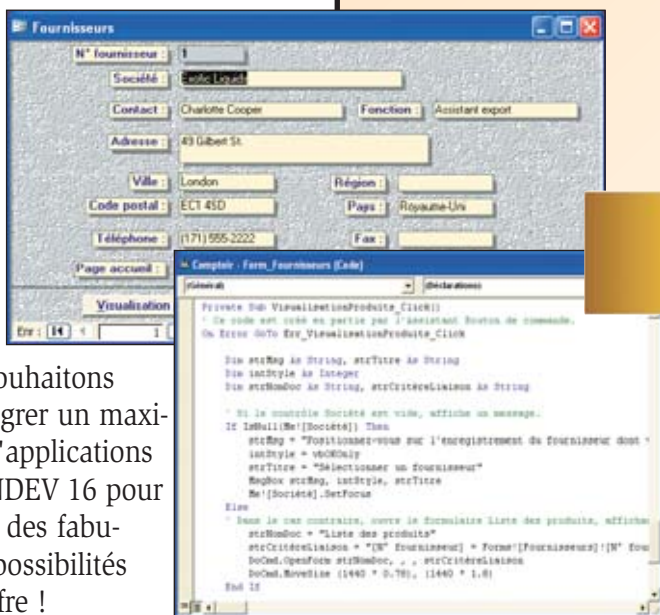 Fournisseurs
N° fournisseur : 1
Société : Exotic Liquids
Contact : Charlotte Cooper Fonction : Assistant export
Adresse : 49 Gilbert St.
Ville : London Région :
Code postal : EC1 4SD Pays : Royaume-Uni
Téléphone : (171) 555-2222 Fax :
Page accueil :
Visualisation
Enr : 1
Comptoir - Form_Fournisseurs (Code)
(Général) (Déclarations)
Private Sub VisualisationProduits_Click()
' Ce code est créé en partie par l'Assistant Bouton de commande.
On Error GoTo Err_VisualisationProduits_Click
Dim strMsg As String, strTitre As String
Dim intStyle As Integer
Dim strNomDoc As String, strCritèreLiaison As String
' Si le contrôle Société est vide, affiche un message.
If IsNull(Me![Société]) Then
strMsg = "Positionnez-vous sur l'enregistrement du fournisseur dont v
intStyle = vbOKOnly
strTitre = "Sélectionner un fournisseur"
MsgBox strMsg, intStyle, strTitre
Me![Société].SetFocus
Else
' Dans le cas contraire, ouvre le formulaire Liste des produits, affichan
strNomDoc = "Liste des produits"
strCritèreLiaison = "[N° fournisseur] = Forms![Fournisseurs]![N° four
DoCmd.OpenForm strNomDoc, , , strCritèreLiaison
DoCmd.MoveSize (1440 * 0.78), (1440 * 1.8)
End If
ouhaitons
grer un maxi-
'applications
NDEV 16 pour
des fabu-
possibilités
fre !